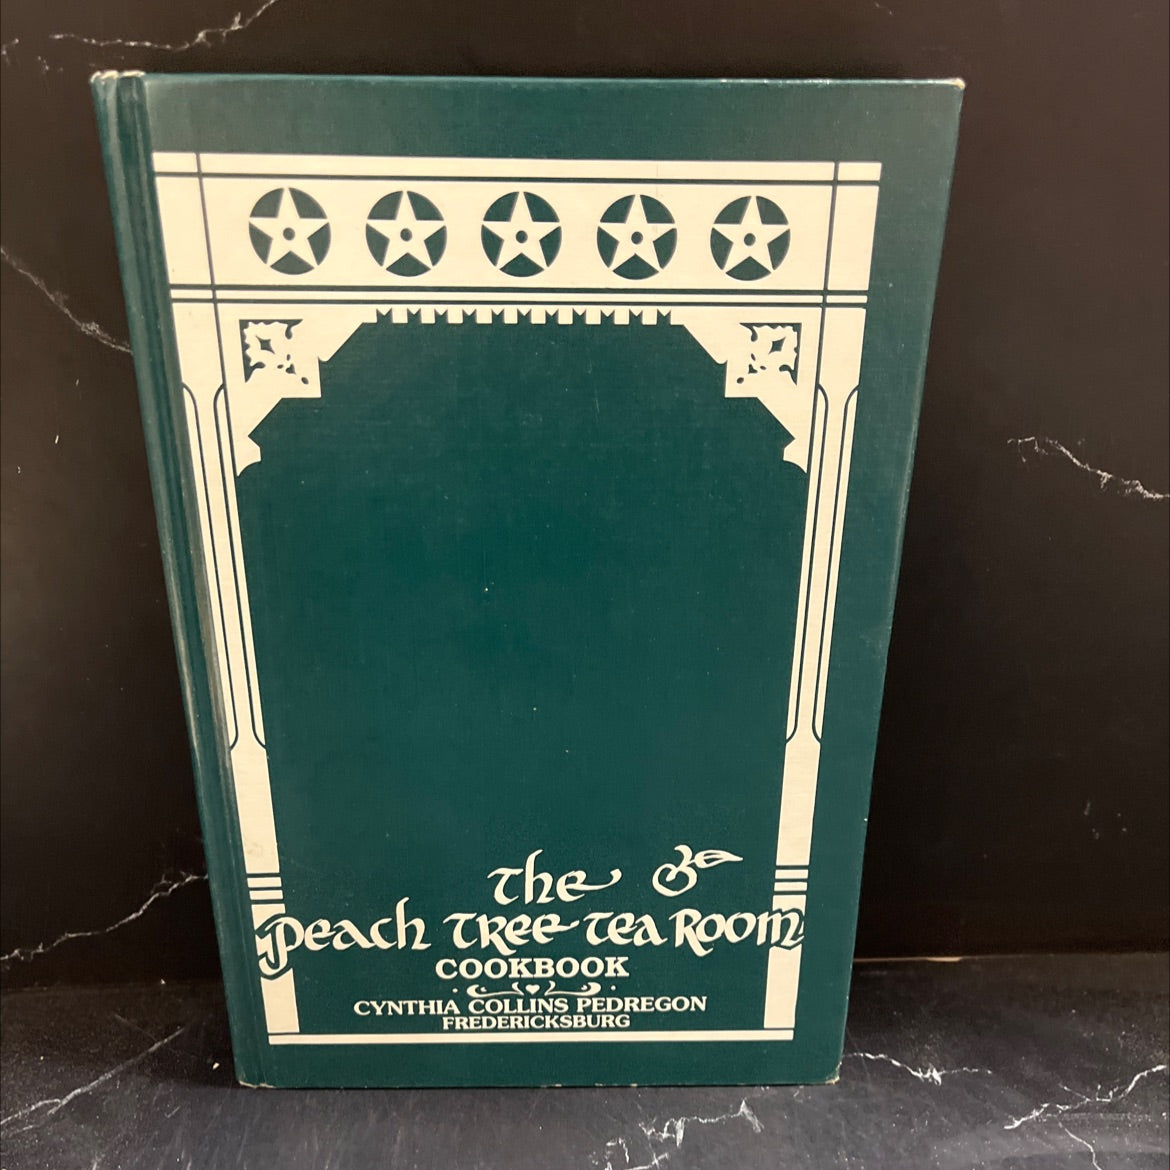 The
Peach Tree Tea Room
COOKBOOK
CYNTHIA COLLINS PEDREGON
FREDERICKSBURG